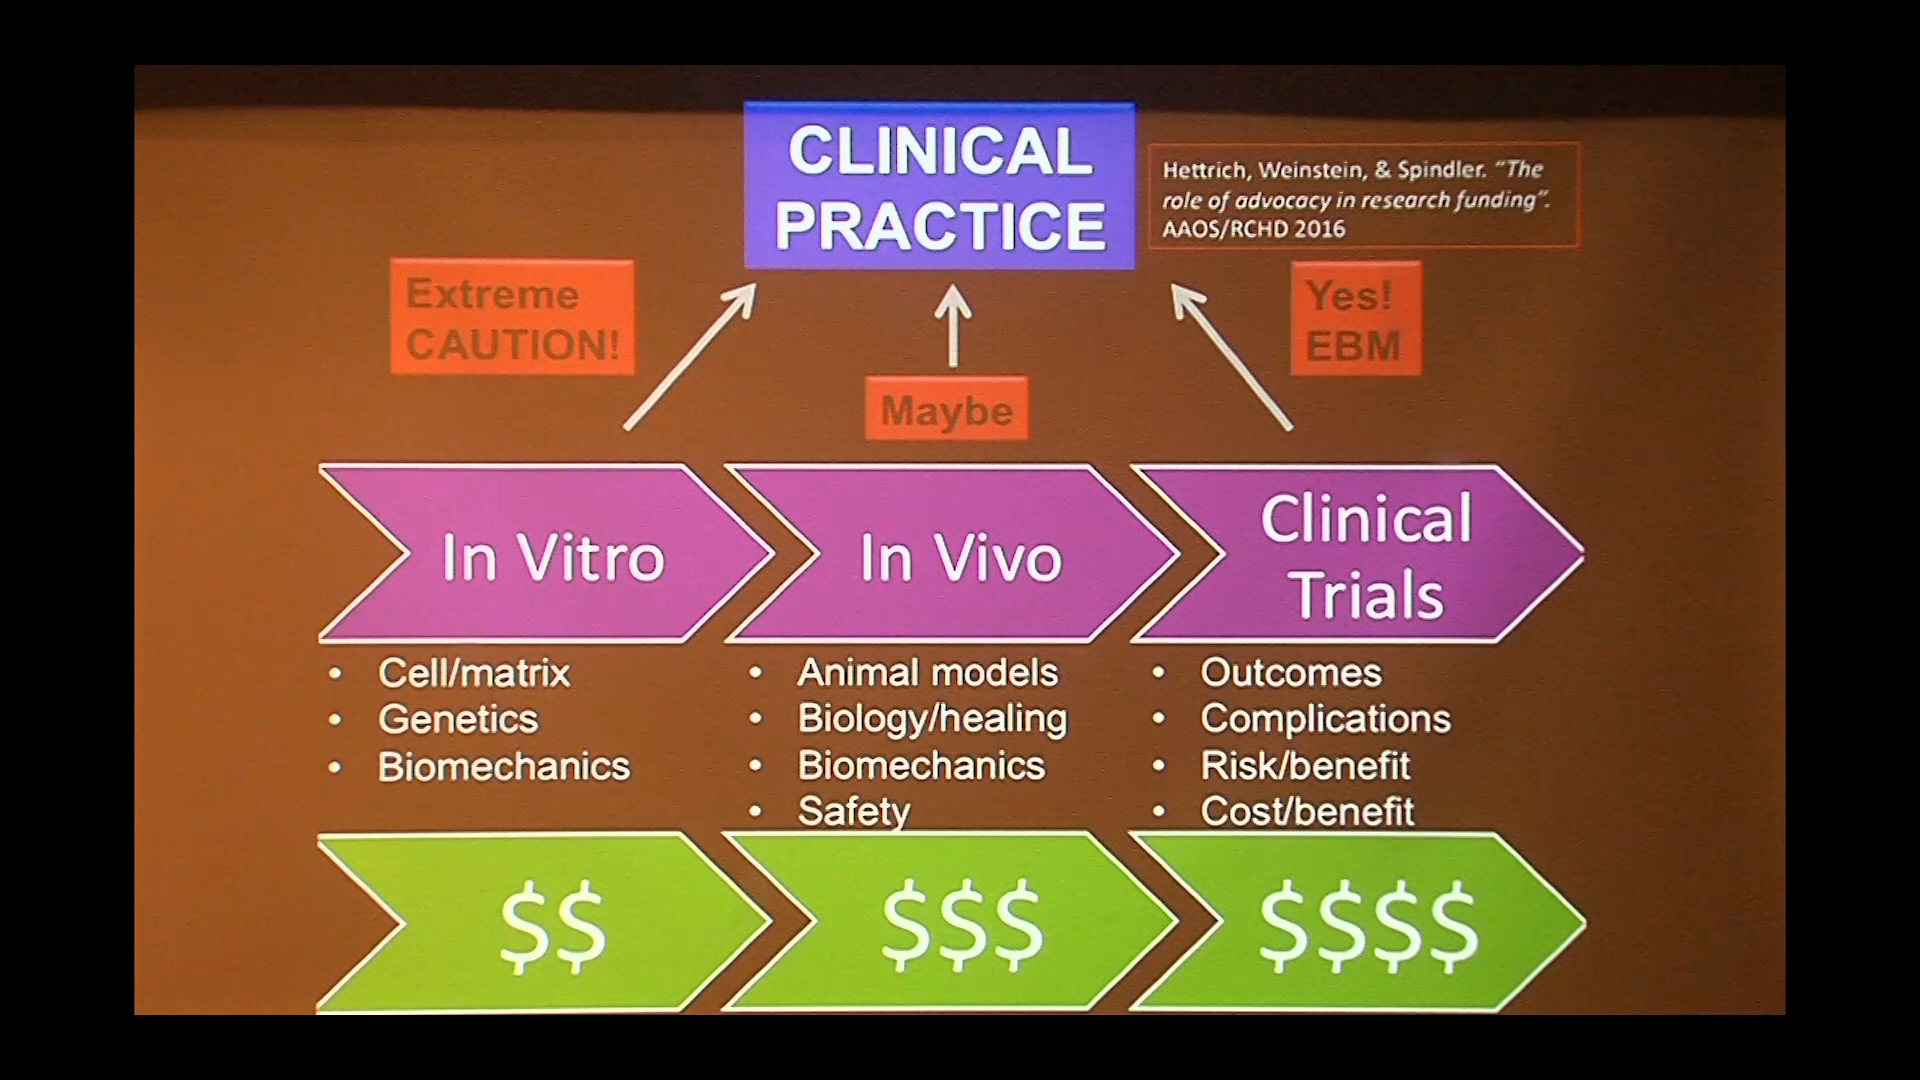 CLINICAL
PRACTICE
Hettrich, Weinstein, & Spindler. “The
role of advocacy in research funding”.
AAOS/RCHD 2016
Extreme
CAUTION!
Maybe
Yes!
EBM
In Vitro
In Vivo
Clinical
Trials
• Cell/matrix
• Genetics
• Biomechanics
• Animal models
• Biology/healing
• Biomechanics
• Safety
• Outcomes
• Complications
• Risk/benefit
• Cost/benefit
$$
$$$
$$$$